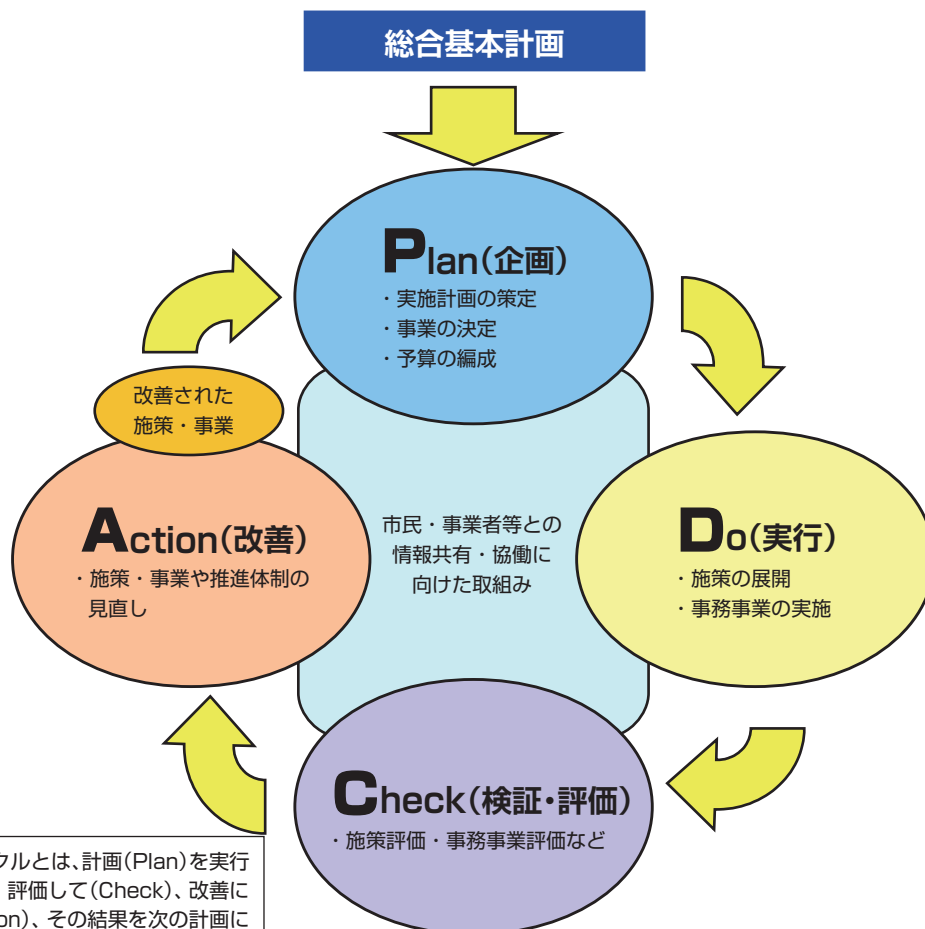 総合基本計画
Plan(企画)
・実施計画の策定
・事業の決定
・予算の編成
改善された
施策・事業
Action(改善)
・施策・事業や推進体制の
見直し
市民・事業者等との
情報共有・協働に
向けた取組み
Do(実行)
・施策の展開
・事務事業の実施
Check(検証・評価)
・施策評価・事務事業評価など
クルとは、計画(Plan)を実行
評価して(Check)、改善に
on)、その結果を次の計画に